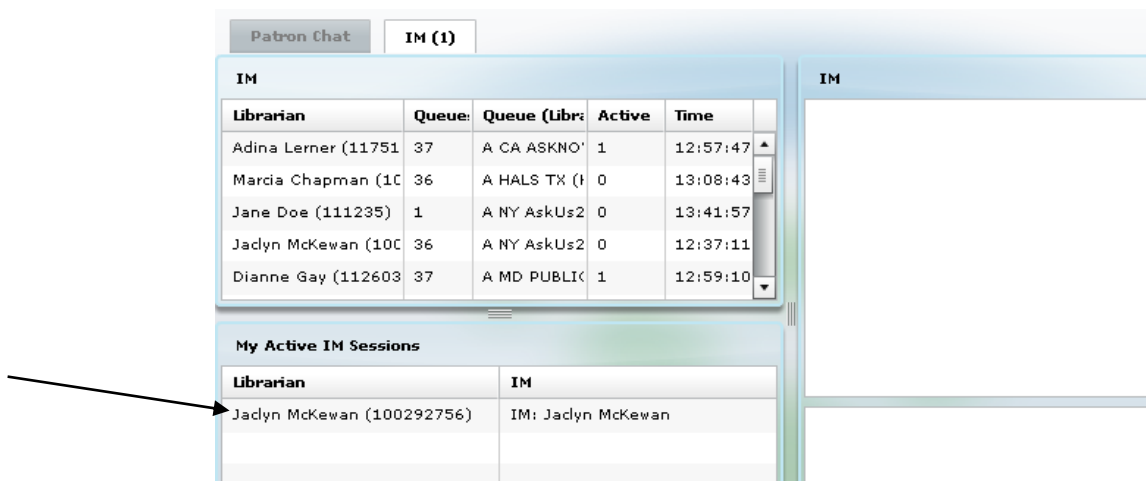 Patron Chat IM (1)
IM IM
Librarian Queue: Queue (Libra Active Time
Adina Lerner (11751 37 A CA ASKNO' 1 12:57:47
Marcia Chapman (10 36 A HALS TX (H 0 13:08:43
Jane Doe (111235) 1 A NY AskUs2 0 13:41:57
Jaclyn McKewan (100 36 A NY AskUs2 0 12:37:11
Dianne Gay (112603 37 A MD PUBLIC 1 12:59:10
My Active IM Sessions
Librarian IM
Jaclyn McKewan (100292756) IM: Jaclyn McKewan